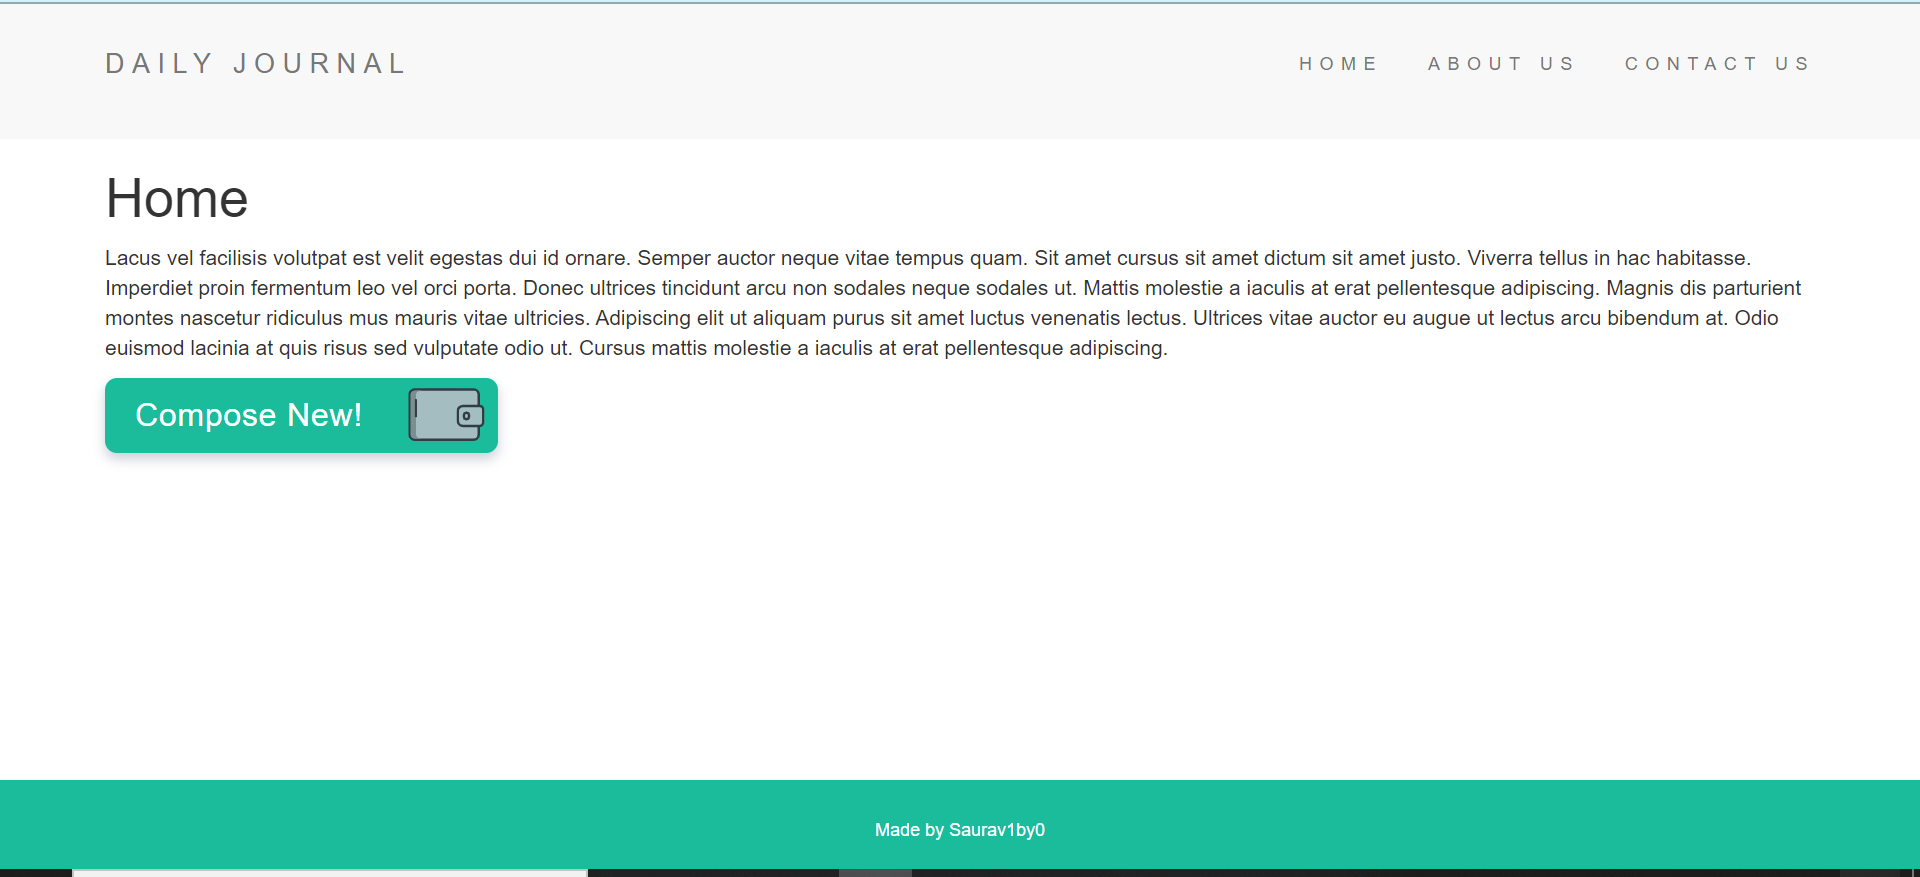 DAILY JOURNAL
HOME ABOUT US CONTACT US
Home
Lacus vel facilisis volutpat est velit egestas dui id ornare. Semper auctor neque vitae tempus quam. Sit amet cursus sit amet dictum sit amet justo. Viverra tellus in hac habitasse.
Imperdiet proin fermentum leo vel orci porta. Donec ultrices tincidunt arcu non sodales neque sodales ut. Mattis molestie a iaculis at erat pellentesque adipiscing. Magnis dis parturient
montes nascetur ridiculus mus mauris vitae ultricies. Adipiscing elit ut aliquam purus sit amet luctus venenatis lectus. Ultrices vitae auctor eu augue ut lectus arcu bibendum at. Odio
euismod lacinia at quis risus sed vulputate odio ut. Cursus mattis molestie a iaculis at erat pellentesque adipiscing.
Compose New!
Made by Saurav1by0